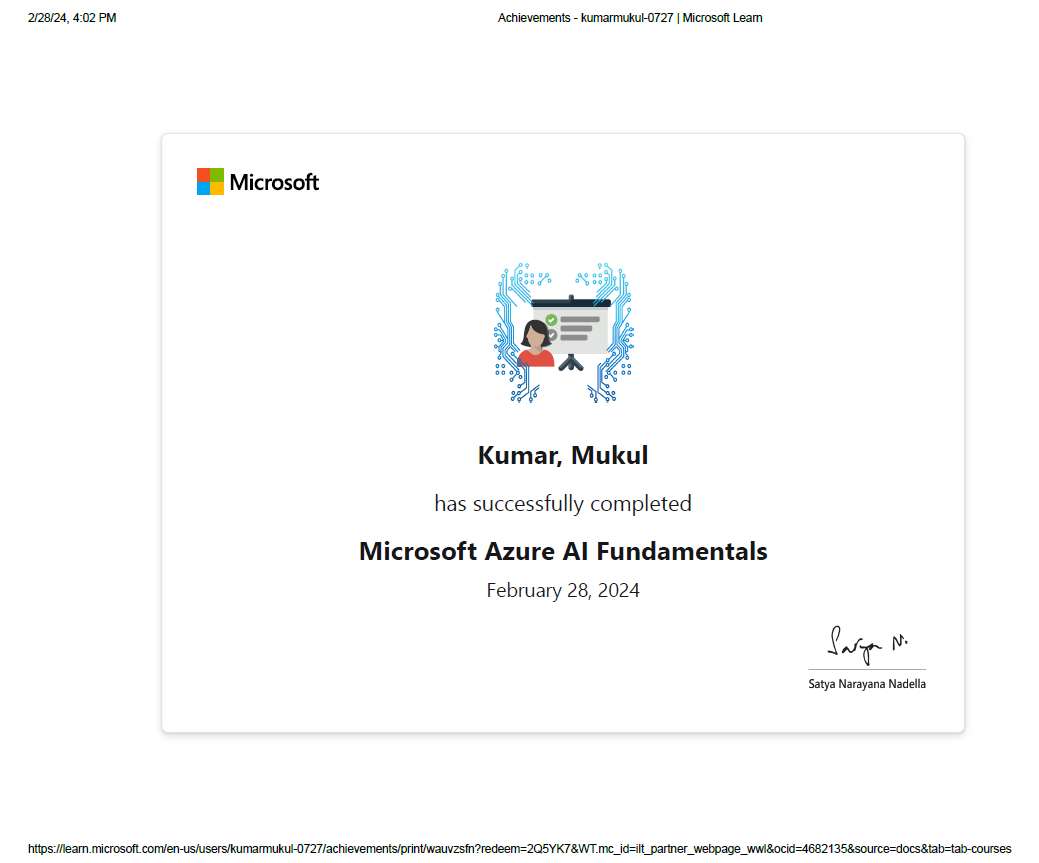 2/28/24, 4:02 PM
Achievements - kumarmukul-0727 | Microsoft Learn
Microsoft
Kumar, Mukul
has successfully completed
Microsoft Azure AI Fundamentals
February 28, 2024
Satya N.
Satya Narayana Nadella
https://learn.microsoft.com/en-us/users/kumarmukul-0727/achievements/print/wauvzsfn?redeem=2Q5YK7&WT.mc_id=ilt_partner_webpage_wwl&ocid=4682135&source=docs&tab=tab-courses